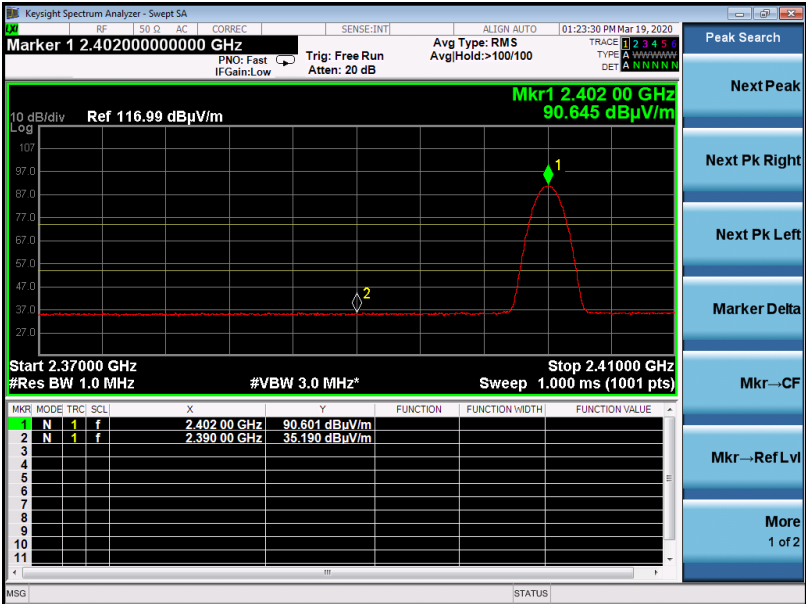 Keysight Spectrum Analyzer - Swept SA
LXI RF 50 Ω AC CORREC SENSE:INT ALIGN AUTO 01:23:30 PM Mar 19, 2020
Marker 1 2.402000000000 GHz
PNO: Fast
IFGain:Low
Trig: Free Run
Atten: 20 dB
Avg Type: RMS
Avg|Hold:>100/100
TRACE 1 2 3 4 5 6
TYPE A WWWWW
DET A N N N N N
Mkr1 2.402 00 GHz
90.645 dBµV/m
10 dB/div Ref 116.99 dBµV/m
Log
107
97.0
87.0
77.0
67.0
57.0
47.0
37.0
27.0
1
2
Start 2.37000 GHz Stop 2.41000 GHz
#Res BW 1.0 MHz #VBW 3.0 MHz* Sweep 1.000 ms (1001 pts)
MKR MODE TRC SCL X Y FUNCTION FUNCTION WIDTH FUNCTION VALUE
1 N 1 f 2.402 00 GHz 90.601 dBµV/m
2 N 1 f 2.390 00 GHz 35.190 dBµV/m
3
4
5
6
7
8
9
10
11
MSG STATUS
Peak Search
Next Peak
Next Pk Right
Next Pk Left
Marker Delta
Mkr→CF
Mkr→Ref Lvl
More
1 of 2